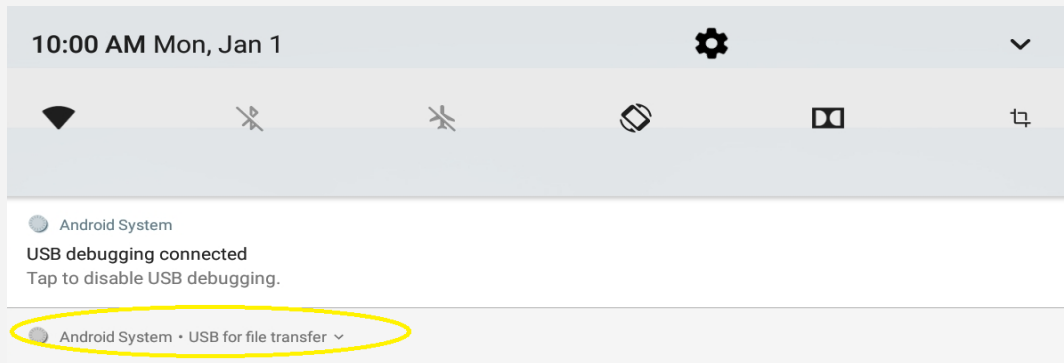 10:00 AM Mon, Jan 1
Android System
USB debugging connected
Tap to disable USB debugging.
Android System • USB for file transfer